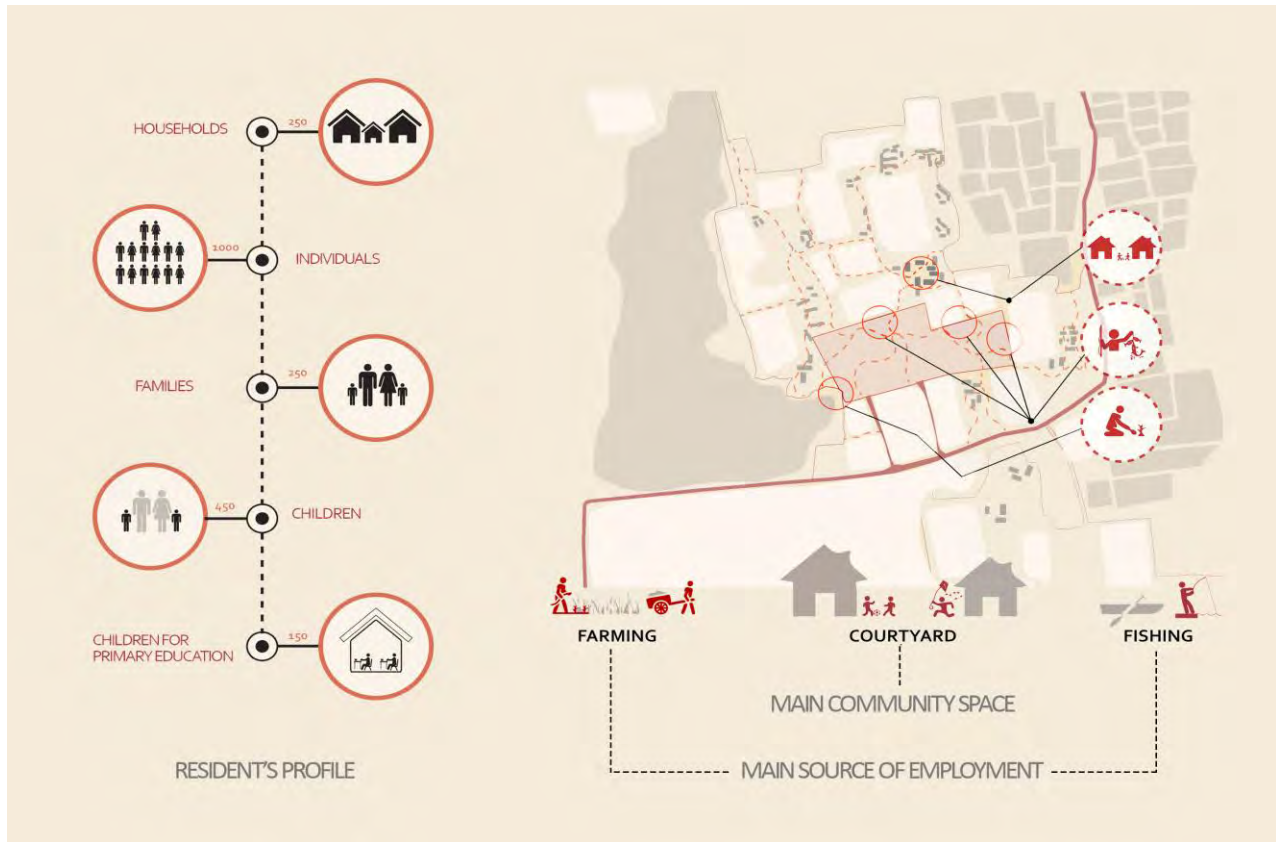 HOUSEHOLDS
250
1000
INDIVIDUALS
FAMILIES
250
450
CHILDREN
CHILDREN FOR
PRIMARY EDUCATION
150
RESIDENT'S PROFILE
FARMING
COURTYARD
FISHING
MAIN COMMUNITY SPACE
MAIN SOURCE OF EMPLOYMENT